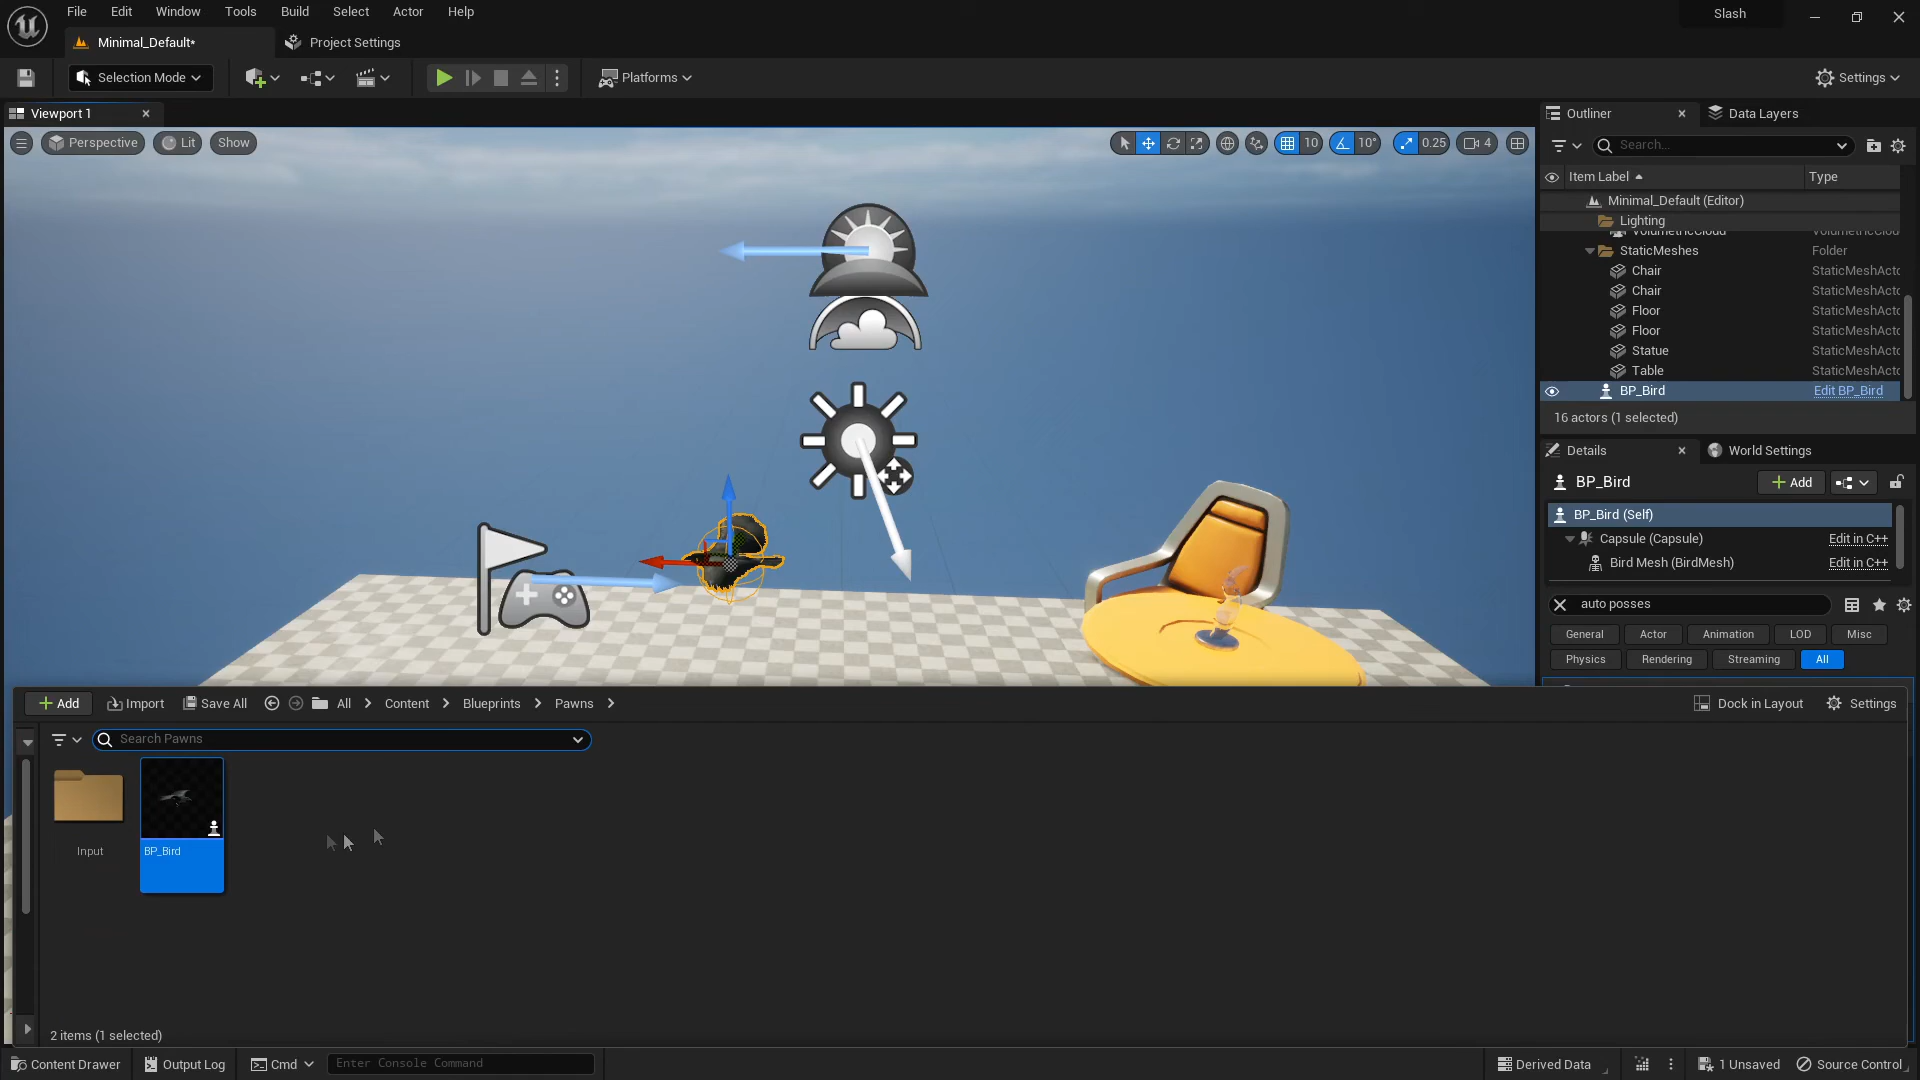 File Edit Window Tools Build Select Actor Help
Slash
Minimal_Default*
Project Settings
Selection Mode
Platforms
Settings
Viewport 1
Perspective
Lit
Show
10
10°
0.25
4
Outliner
Data Layers
Search...
Item Label
Type
Minimal_Default (Editor)
Lighting
StaticMeshes Folder
Chair StaticMeshActo
Chair StaticMeshActo
Floor StaticMeshActo
Floor StaticMeshActo
Statue StaticMeshActo
Table StaticMeshActo
BP_Bird Edit BP_Bird
16 actors (1 selected)
Details
World Settings
BP_Bird
Add
BP_Bird (Self)
Capsule (Capsule) Edit in C++
Bird Mesh (BirdMesh) Edit in C++
auto posses
General Actor Animation LOD Misc
Physics Rendering Streaming All
Add Import Save All All Content Blueprints Pawns
Dock in Layout Settings
Search Pawns
Input
BP_Bird
2 items (1 selected)
Content Drawer Output Log Cmd Enter Console Command
Derived Data 1 Unsaved Source Control